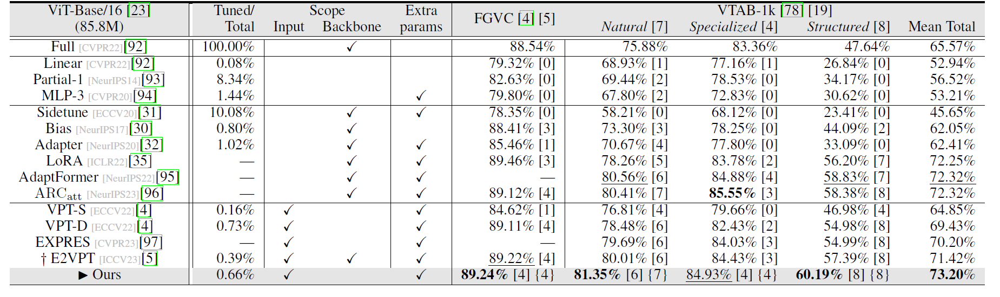 ViT-Base/16 [23] Tuned/ Scope Extra FGVC [4] [5] VTAB-1k [78] [19]
(85.8M) Total Input Backbone params Natural [7] Specialized [4] Structured [8] Mean Total
Full [CVPR22][92] 100.00% ✓ 88.54% 75.88% 83.36% 47.64% 65.57%
Linear [CVPR22][92] 0.08% 79.32% [0] 68.93% [1] 77.16% [1] 26.84% [0] 52.94%
Partial-1 [NeurIPS14][93] 8.34% 82.63% [0] 69.44% [2] 78.53% [0] 34.17% [0] 56.52%
MLP-3 [CVPR20][94] 1.44% ✓ 79.80% [0] 67.80% [2] 72.83% [0] 30.62% [0] 53.21%
Sidetune [ECCV20][31] 10.08% ✓ ✓ 78.35% [0] 58.21% [0] 68.12% [0] 23.41% [0] 45.65%
Bias [NeurIPS17][30] 0.80% ✓ 88.41% [3] 73.30% [3] 78.25% [0] 44.09% [2] 62.05%
Adapter [NeurIPS20][32] 1.02% ✓ ✓ 85.46% [1] 70.67% [4] 77.80% [0] 33.09% [0] 62.41%
LoRA [ICLR22][35] — ✓ ✓ 89.46% [3] 78.26% [5] 83.78% [2] 56.20% [7] 72.25%
AdaptFormer [NeurIPS22][95] — ✓ ✓ — 80.56% [6] 84.88% [4] 58.83% [7] 72.32%
ARCatt [NeurIPS23][96] — ✓ ✓ 89.12% [4] 80.41% [7] 85.55% [3] 58.38% [8] 72.32%
VPT-S [ECCV22][4] 0.16% ✓ ✓ 84.62% [1] 76.81% [4] 79.66% [0] 46.98% [4] 64.85%
VPT-D [ECCV22][4] 0.73% ✓ ✓ 89.11% [4] 78.48% [6] 82.43% [2] 54.98% [8] 69.43%
EXPRES [CVPR23][97] — ✓ ✓ — 79.69% [6] 84.03% [3] 54.99% [8] 70.20%
† E2VPT [ICCV23][5] 0.39% ✓ ✓ ✓ 89.22% [4] 80.01% [6] 84.43% [3] 57.39% [8] 71.42%
► Ours 0.66% ✓ ✓ 89.24% [4] {4} 81.35% [6] {7} 84.93% [4] {4} 60.19% [8] {8} 73.20%